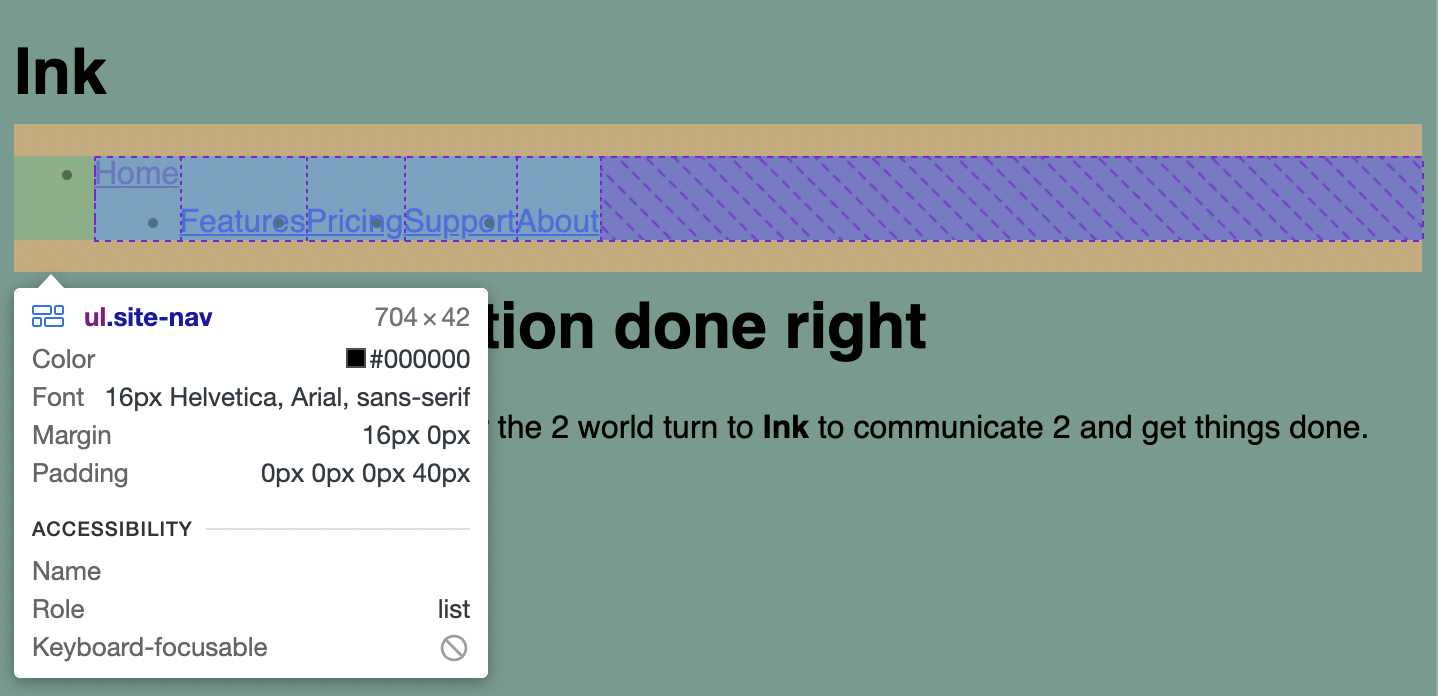 Ink
Home
Features Pricing Support About
tion done right
the 2 world turn to Ink to communicate 2 and get things done.
ul.site-nav 704 × 42
Color #000000
Font 16px Helvetica, Arial, sans-serif
Margin 16px 0px
Padding 0px 0px 0px 40px
ACCESSIBILITY
Name
Role list
Keyboard-focusable